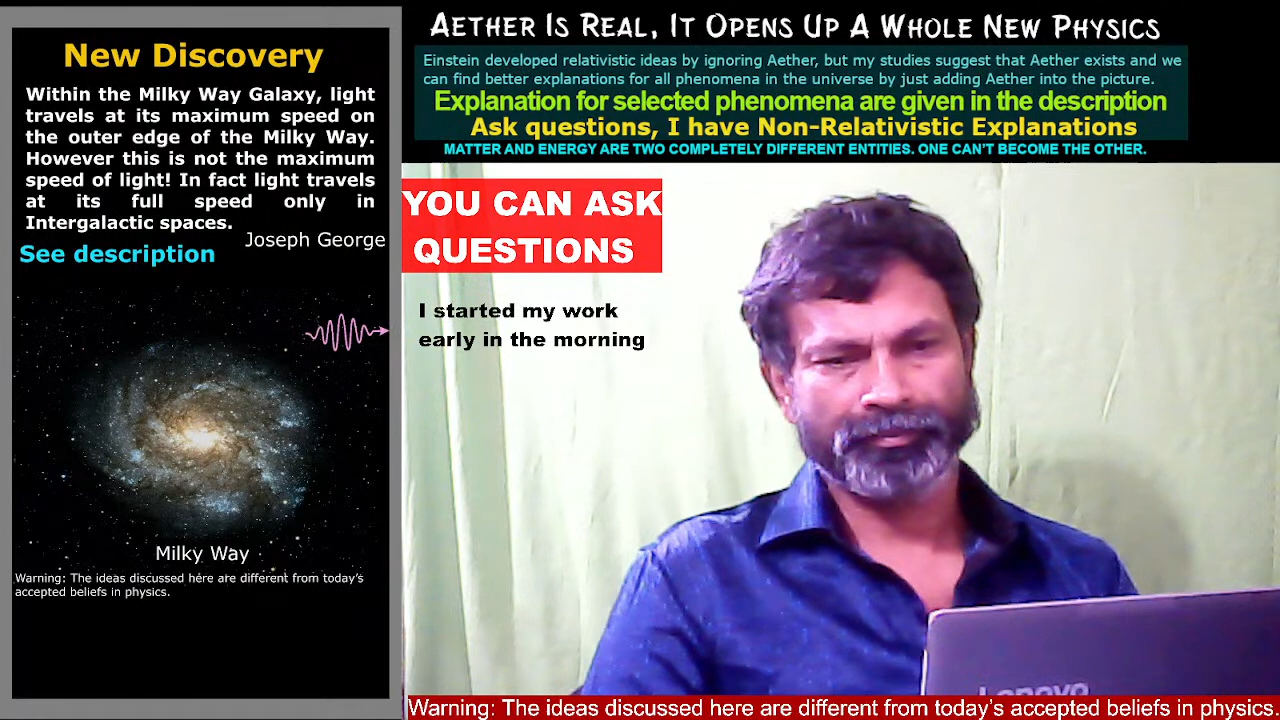 New Discovery
Within the Milky Way Galaxy, light
travels at its maximum speed on
the outer edge of the Milky Way.
However this is not the maximum
speed of light! In fact light travels
at its full speed only in
Intergalactic spaces.
Joseph George
See description
Milky Way
Warning: The ideas discussed here are different from today's
accepted beliefs in physics.
Aether Is Real, It Opens Up A Whole New Physics
Einstein developed relativistic ideas by ignoring Aether, but my studies suggest that Aether exists and we
can find better explanations for all phenomena in the universe by just adding Aether into the picture.
Explanation for selected phenomena are given in the description
Ask questions, I have Non-Relativistic Explanations
MATTER AND ENERGY ARE TWO COMPLETELY DIFFERENT ENTITIES. ONE CAN'T BECOME THE OTHER.
YOU CAN ASK
QUESTIONS
I started my work
early in the morning
Lenovo
Warning: The ideas discussed here are different from today's accepted beliefs in physics.